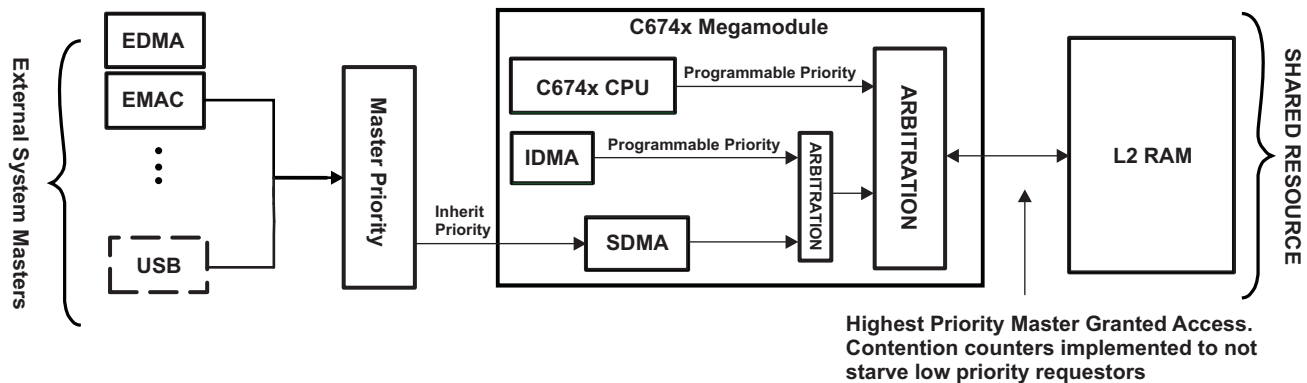 External System Masters
EDMA
EMAC
USB
Master Priority
Inherit
Priority
C674x Megamodule
C674x CPU
Programmable Priority
IDMA
Programmable Priority
SDMA
ARBITRATION
ARBITRATION
L2 RAM
SHARED RESOURCE
Highest Priority Master Granted Access.
Contention counters implemented to not
starve low priority requestors